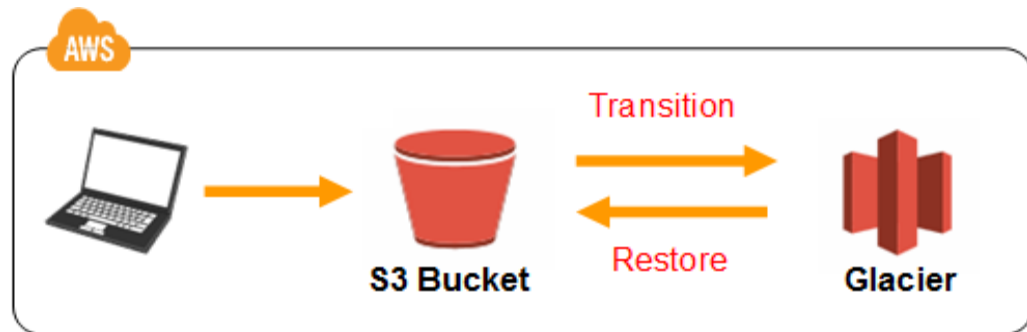 AWS
Transition
Restore
S3 Bucket
Glacier